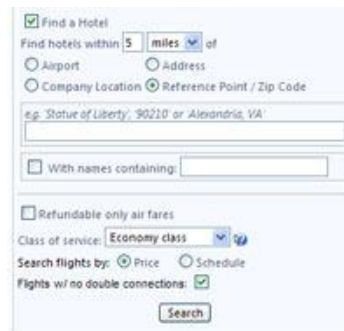 Find a Hotel
Find hotels within 5 miles of
Airport Address
Company Location Reference Point / Zip Code
e.g. 'Statue of Liberty', '90210' or 'Alexandria, VA'
With names containing:
Refundable only air fares
Class of service: Economy class
Search flights by: Price Schedule
Flights w/ no double connections:
Search